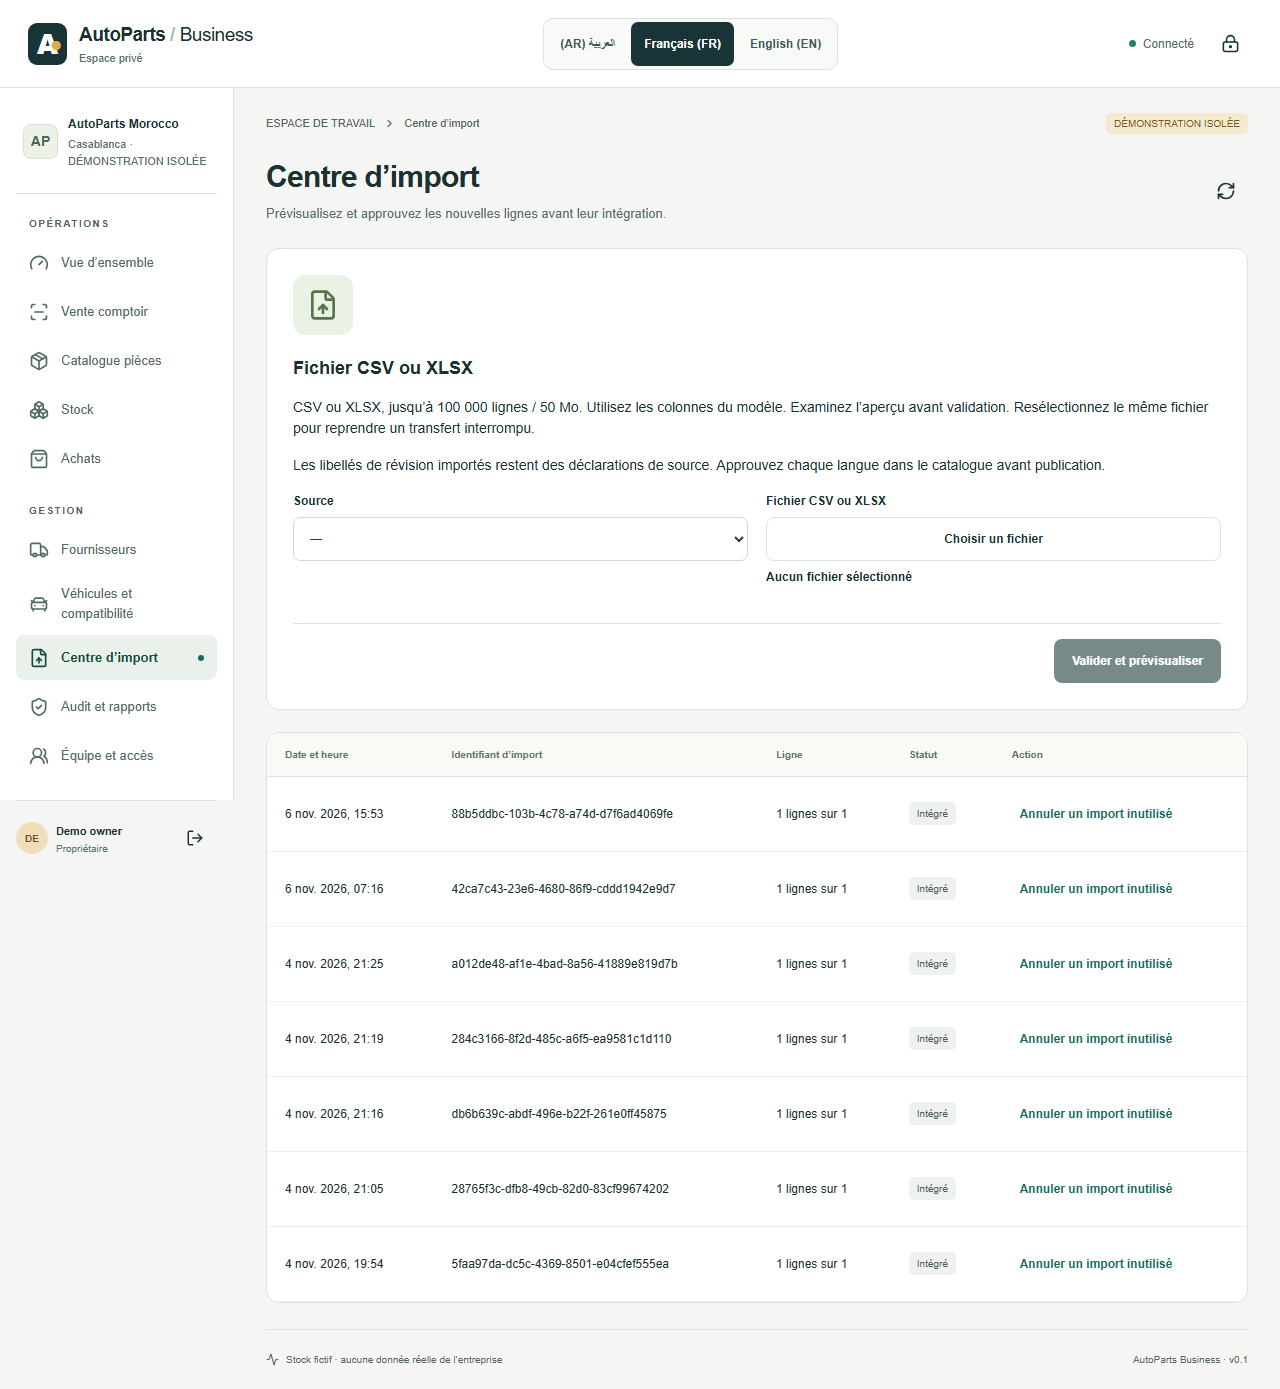 AutoParts / Business
Espace privé
العربية (AR)
Français (FR)
English (EN)
Connecté
AP
AutoParts Morocco
Casablanca ·
DÉMONSTRATION ISOLÉE
OPÉRATIONS
Vue d’ensemble
Vente comptoir
Catalogue pièces
Stock
Achats
GESTION
Fournisseurs
Véhicules et
compatibilité
Centre d’import
Audit et rapports
Équipe et accès
DE
Demo owner
Propriétaire
ESPACE DE TRAVAIL
Centre d’import
DÉMONSTRATION ISOLÉE
Centre d’import
Prévisualisez et approuvez les nouvelles lignes avant leur intégration.
Fichier CSV ou XLSX
CSV ou XLSX, jusqu’à 100 000 lignes / 50 Mo. Utilisez les colonnes du modèle. Examinez l’aperçu avant validation. Resélectionnez le même fichier
pour reprendre un transfert interrompu.
Les libellés de révision importés restent des déclarations de source. Approuvez chaque langue dans le catalogue avant publication.
Source
—
Fichier CSV ou XLSX
Choisir un fichier
Aucun fichier sélectionné
Valider et prévisualiser
Date et heure Identifiant d’import Ligne Statut Action
6 nov. 2026, 15:53 88b5ddbc-103b-4c78-a74d-d7f6ad4069fe 1 lignes sur 1 Intégré Annuler un import inutilisé
6 nov. 2026, 07:16 42ca7c43-23e6-4680-86f9-cddd1942e9d7 1 lignes sur 1 Intégré Annuler un import inutilisé
4 nov. 2026, 21:25 a012de48-af1e-4bad-8a56-41889e819d7b 1 lignes sur 1 Intégré Annuler un import inutilisé
4 nov. 2026, 21:19 284c3166-8f2d-485c-a6f5-ea9581c1d110 1 lignes sur 1 Intégré Annuler un import inutilisé
4 nov. 2026, 21:16 db6b639c-abdf-496e-b22f-261e0ff45875 1 lignes sur 1 Intégré Annuler un import inutilisé
4 nov. 2026, 21:05 28765f3c-dfb8-49cb-82d0-83cf99674202 1 lignes sur 1 Intégré Annuler un import inutilisé
4 nov. 2026, 19:54 5faa97da-dc5c-4369-8501-e04cfef555ea 1 lignes sur 1 Intégré Annuler un import inutilisé
Stock fictif · aucune donnée réelle de l’entreprise
AutoParts Business · v0.1